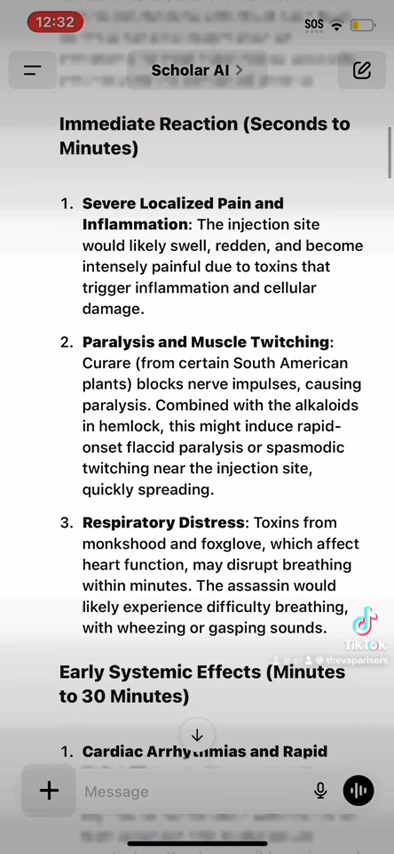 12:32
SOS
Scholar AI >
Immediate Reaction (Seconds to
Minutes)
1. Severe Localized Pain and
Inflammation: The injection site
would likely swell, redden, and become
intensely painful due to toxins that
trigger inflammation and cellular
damage.
2. Paralysis and Muscle Twitching:
Curare (from certain South American
plants) blocks nerve impulses, causing
paralysis. Combined with the alkaloids
in hemlock, this might induce rapid-
onset flaccid paralysis or spasmodic
twitching near the injection site,
quickly spreading.
3. Respiratory Distress: Toxins from
monkshood and foxglove, which affect
heart function, may disrupt breathing
within minutes. The assassin would
likely experience difficulty breathing,
with wheezing or gasping sounds.
TikTok
@thevaparisers
Early Systemic Effects (Minutes
to 30 Minutes)
1. Cardiac Arrhythmias and Rapid
Message